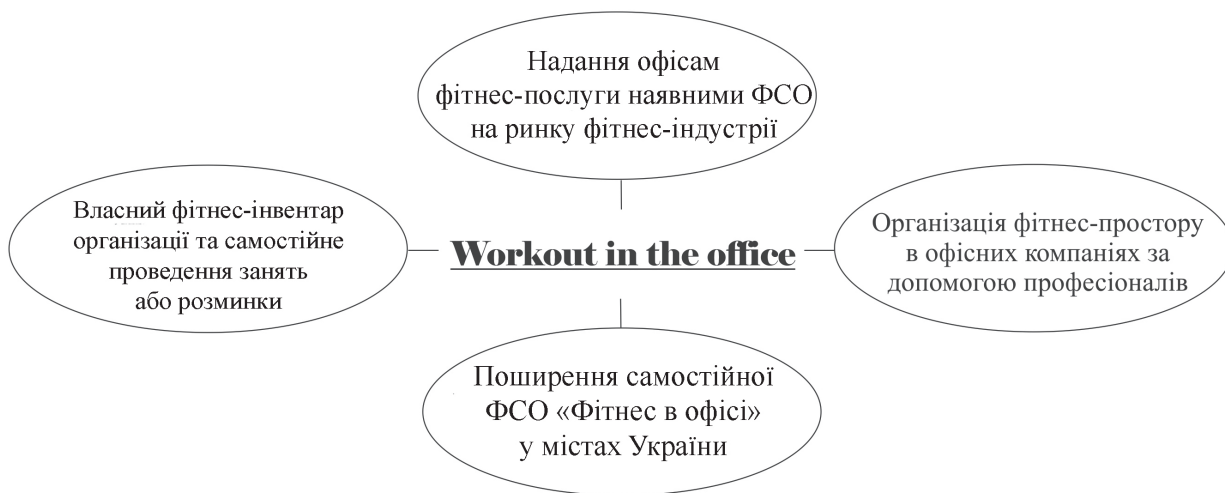 Надання офісам
фітнес-послуги наявними ФСО
на ринку фітнес-індустрії
Власний фітнес-інвентар
організації та самостійне
проведення занять
або розминки
Workout in the office
Організація фітнес-простору
в офісних компаніях за
допомогою професіоналів
Поширення самостійної
ФСО «Фітнес в офісі»
у містах України